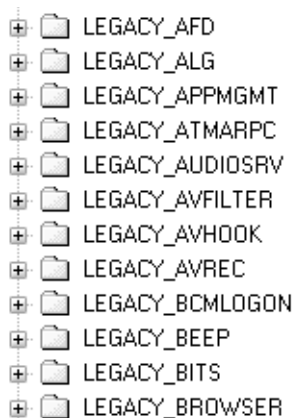 LEGACY_AFD
LEGACY_ALG
LEGACY_APPMGMT
LEGACY_ATMARPC
LEGACY_AUDIOSRV
LEGACY_AVFILTER
LEGACY_AVHOOK
LEGACY_AVREC
LEGACY_BCMLOGON
LEGACY_BEEP
LEGACY_BITS
LEGACY_BROWSER